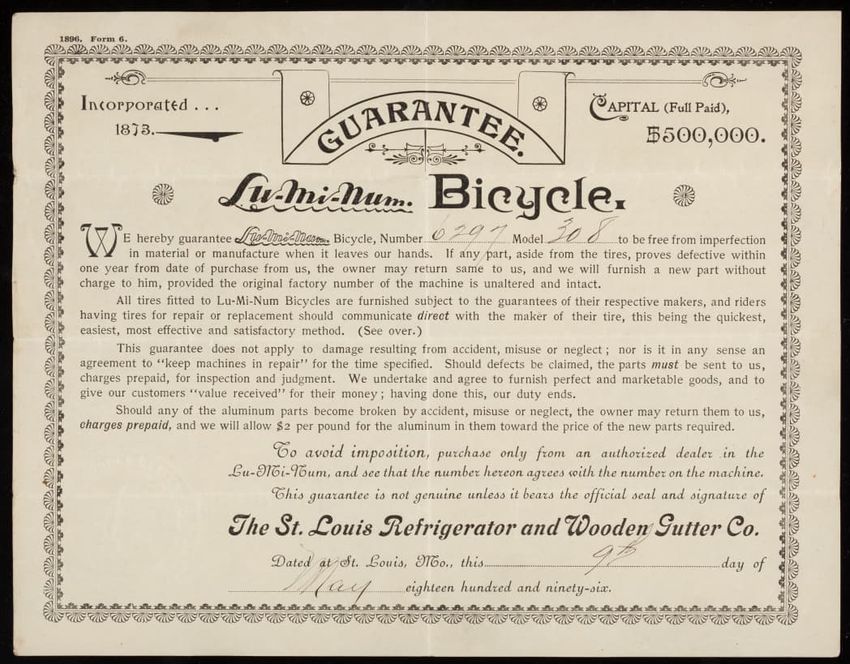 1896. Form 6.
Incorporated . . .
1873.
GUARANTEE.
CAPITAL (Full Paid),
$500,000.
Lu-Mi-Num. Bicycle.
WE hereby guarantee Lu-Mi-Num Bicycle, Number 6297 Model 308 to be free from imperfection
in material or manufacture when it leaves our hands. If any part, aside from the tires, proves defective within
one year from date of purchase from us, the owner may return same to us, and we will furnish a new part without
charge to him, provided the original factory number of the machine is unaltered and intact.
All tires fitted to Lu-Mi-Num Bicycles are furnished subject to the guarantees of their respective makers, and riders
having tires for repair or replacement should communicate direct with the maker of their tire, this being the quickest,
easiest, most effective and satisfactory method. (See over.)
This guarantee does not apply to damage resulting from accident, misuse or neglect; nor is it in any sense an
agreement to "keep machines in repair" for the time specified. Should defects be claimed, the parts must be sent to us,
charges prepaid, for inspection and judgment. We undertake and agree to furnish perfect and marketable goods, and to
give our customers "value received" for their money; having done this, our duty ends.
Should any of the aluminum parts become broken by accident, misuse or neglect, the owner may return them to us,
charges prepaid, and we will allow $2 per pound for the aluminum in them toward the price of the new parts required.
To avoid imposition, purchase only from an authorized dealer in the
Lu-Mi-Num, and see that the number hereon agrees with the number on the machine.
This guarantee is not genuine unless it bears the official seal and signature of
The St. Louis Refrigerator and Wooden Gutter Co.
Dated at St. Louis, Mo., this 9th day of
May eighteen hundred and ninety-six.